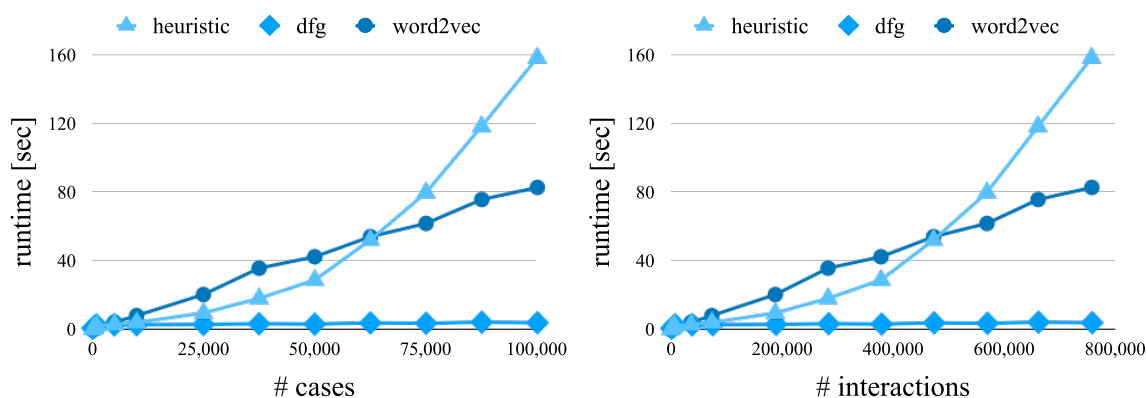 heuristic dfg word2vec
160
120
80
40
0
runtime [sec]
0 25,000 50,000 75,000 100,000
# cases
heuristic dfg word2vec
160
120
80
40
0
runtime [sec]
0 200,000 400,000 600,000 800,000
# interactions